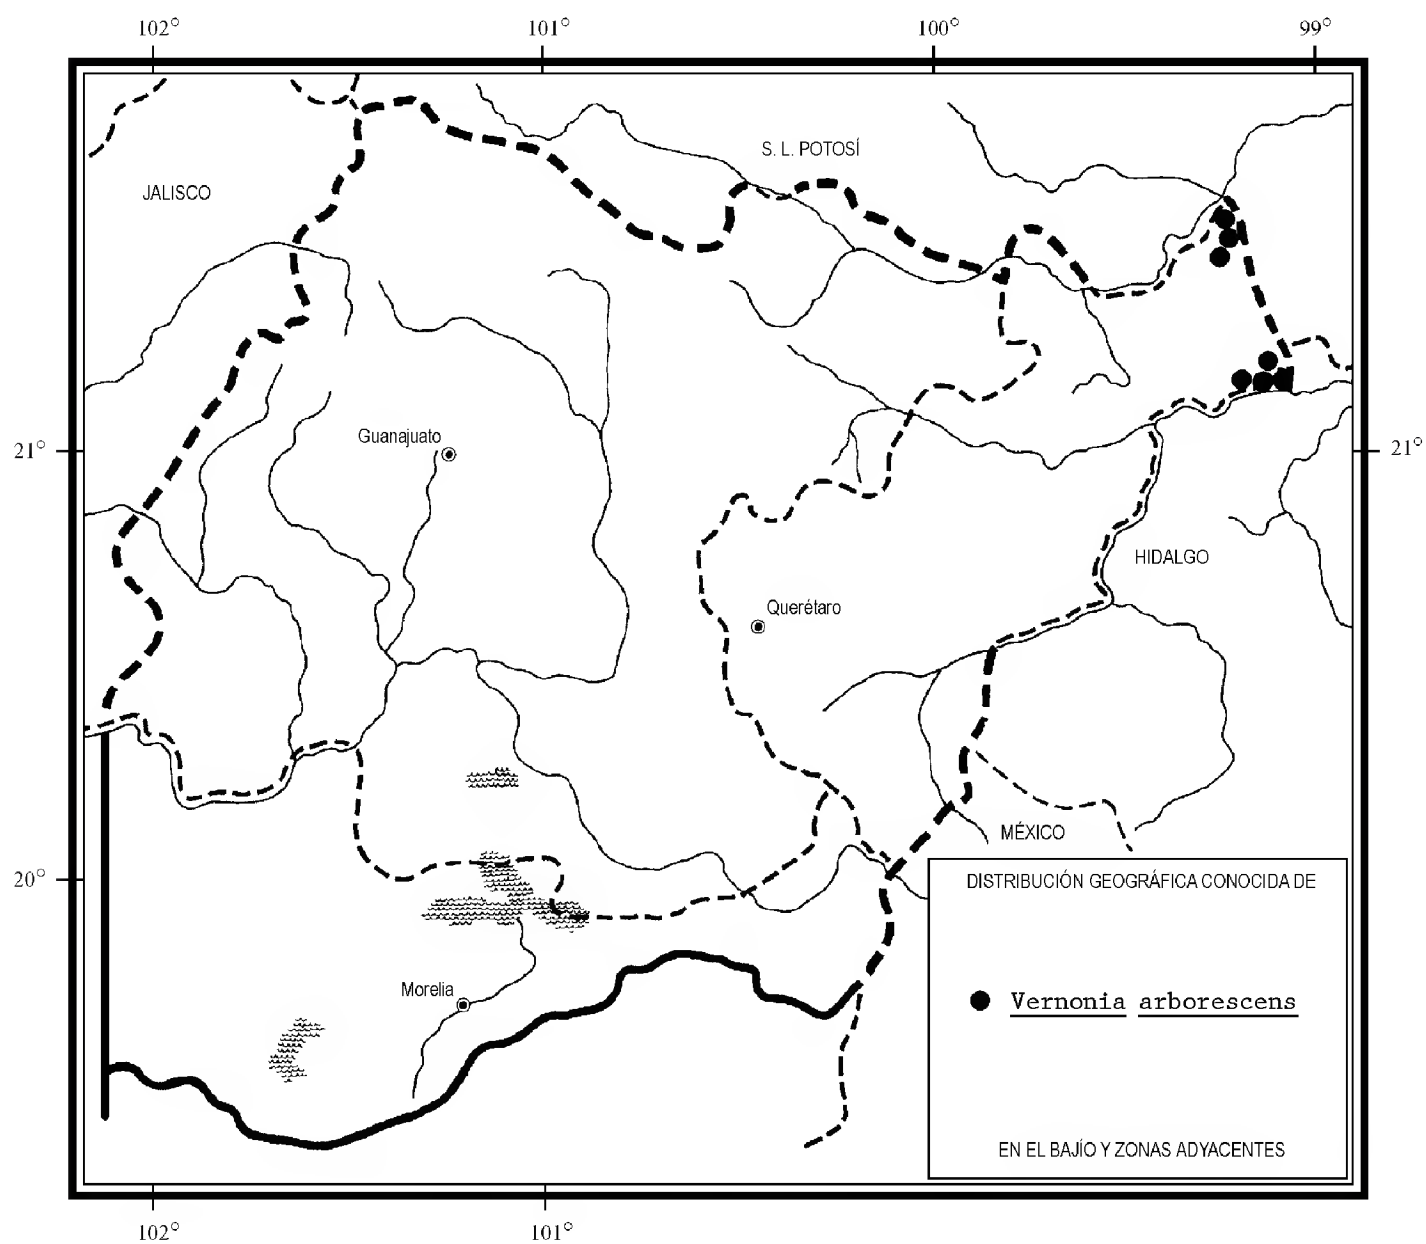 102° 101° 100° 99°
S. L. POTOSÍ
JALISCO
Guanajuato
21° 21°
HIDALGO
Querétaro
MÉXICO
20°
DISTRIBUCIÓN GEOGRÁFICA CONOCIDA DE
Morelia
Vernonia arborescens
EN EL BAJÍO Y ZONAS ADYACENTES
102° 101°